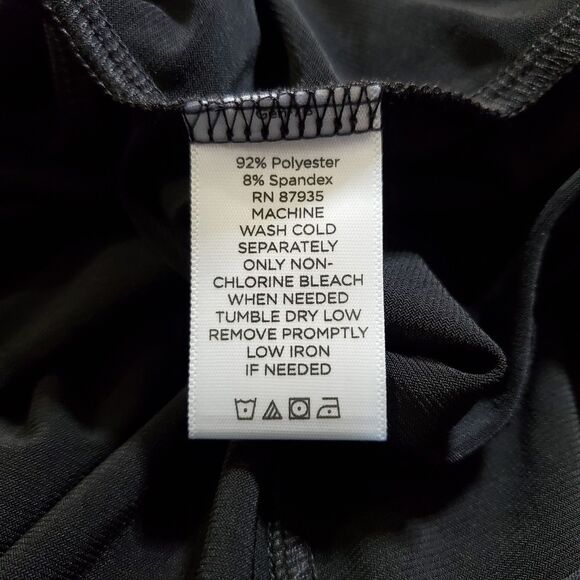 92% Polyester
8% Spandex
RN 87935
MACHINE
WASH COLD
SEPARATELY
ONLY NON-
CHLORINE BLEACH
WHEN NEEDED
TUMBLE DRY LOW
REMOVE PROMPTLY
LOW IRON
IF NEEDED